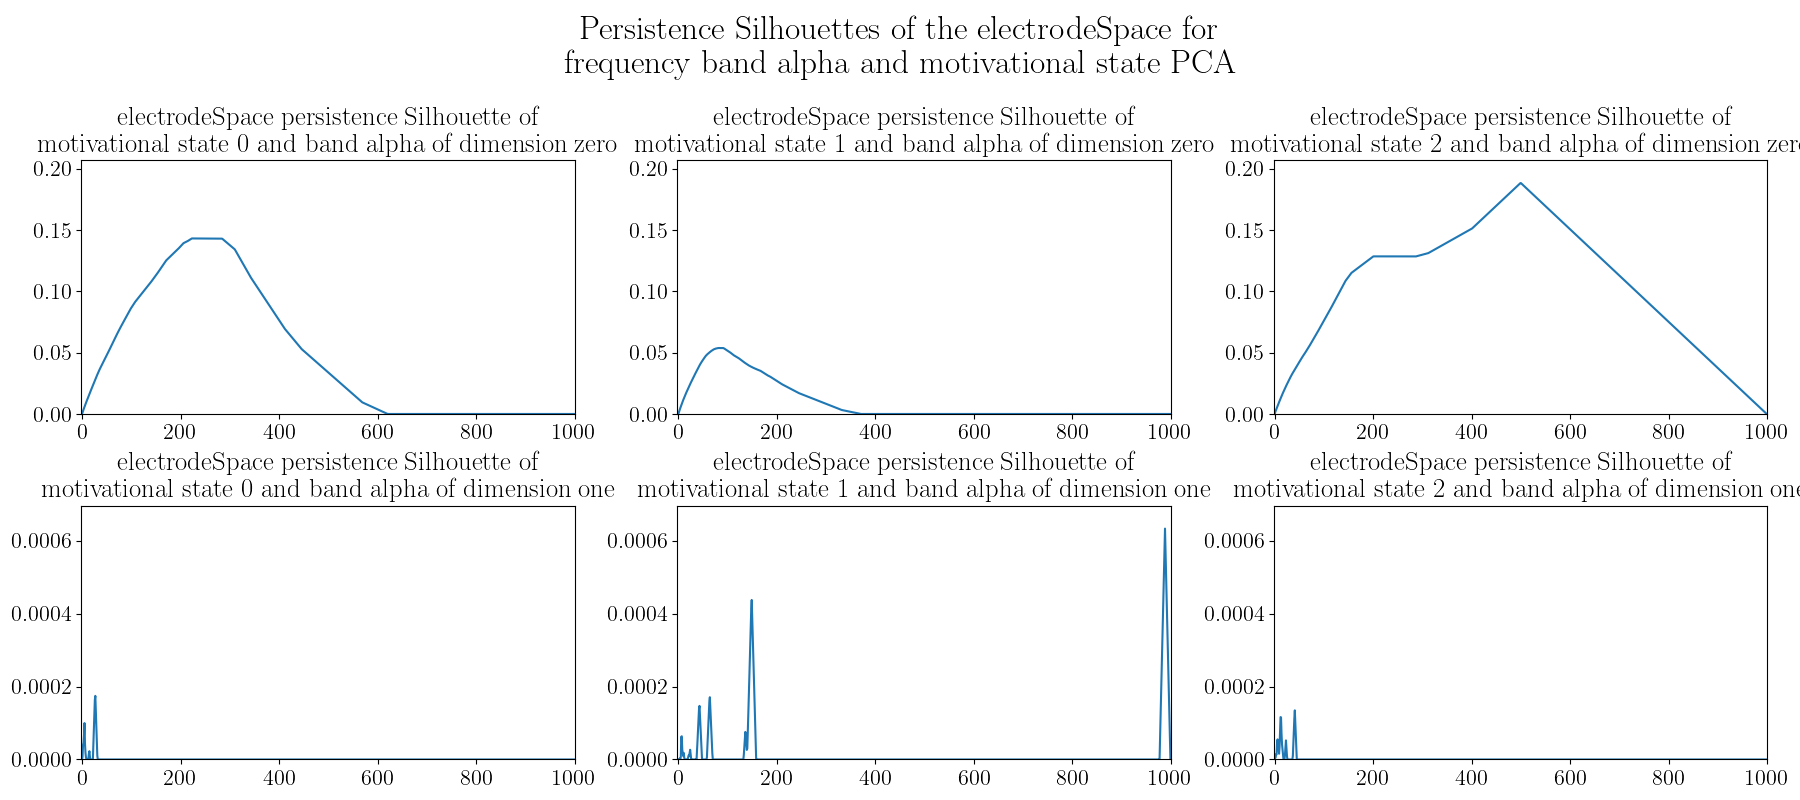 Persistence Silhouettes of the electrodeSpace for
frequency band alpha and motivational state PCA
electrodeSpace persistence Silhouette of
motivational state 0 and band alpha of dimension zero
0.20
0.15
0.10
0.05
0.00
0 200 400 600 800 1000
electrodeSpace persistence Silhouette of
motivational state 1 and band alpha of dimension zero
0.20
0.15
0.10
0.05
0.00
0 200 400 600 800 1000
electrodeSpace persistence Silhouette of
motivational state 2 and band alpha of dimension zero
0.20
0.15
0.10
0.05
0.00
0 200 400 600 800 1000
electrodeSpace persistence Silhouette of
motivational state 0 and band alpha of dimension one
0.0006
0.0004
0.0002
0.0000
0 200 400 600 800 1000
electrodeSpace persistence Silhouette of
motivational state 1 and band alpha of dimension one
0.0006
0.0004
0.0002
0.0000
0 200 400 600 800 1000
electrodeSpace persistence Silhouette of
motivational state 2 and band alpha of dimension one
0.0006
0.0004
0.0002
0.0000
0 200 400 600 800 1000